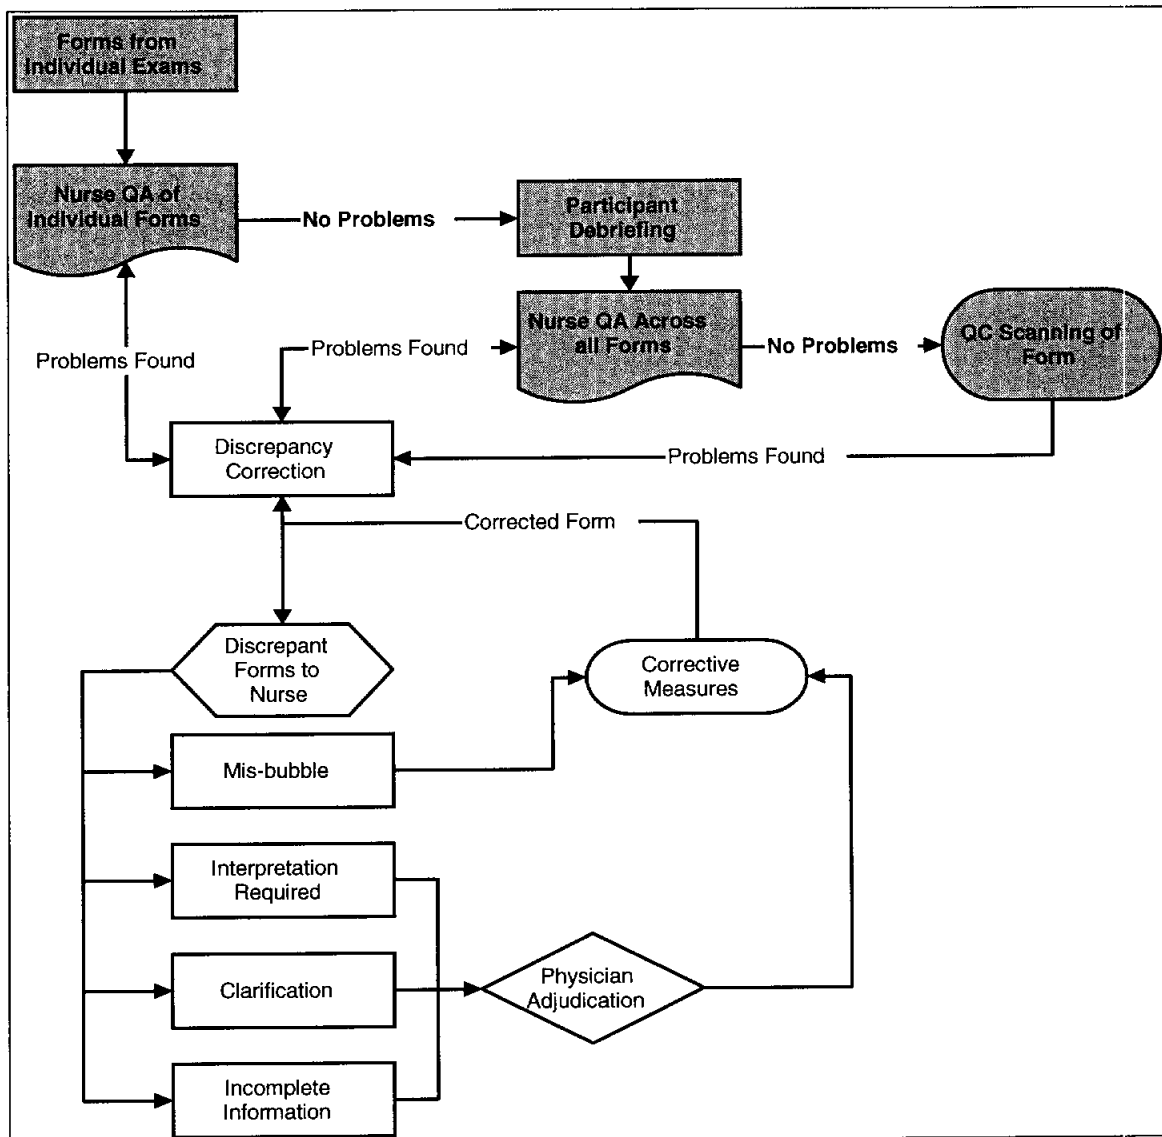 Forms from
Individual Exams
Nurse QA of
Individual Forms
No Problems
Participant
Debriefing
Nurse QA Across
all Forms
No Problems
QC Scanning of
Form
Problems Found
Problems Found
Discrepancy
Correction
Problems Found
Corrected Form
Discrepant
Forms to
Nurse
Corrective
Measures
Mis-bubble
Interpretation
Required
Clarification
Physician
Adjudication
Incomplete
Information